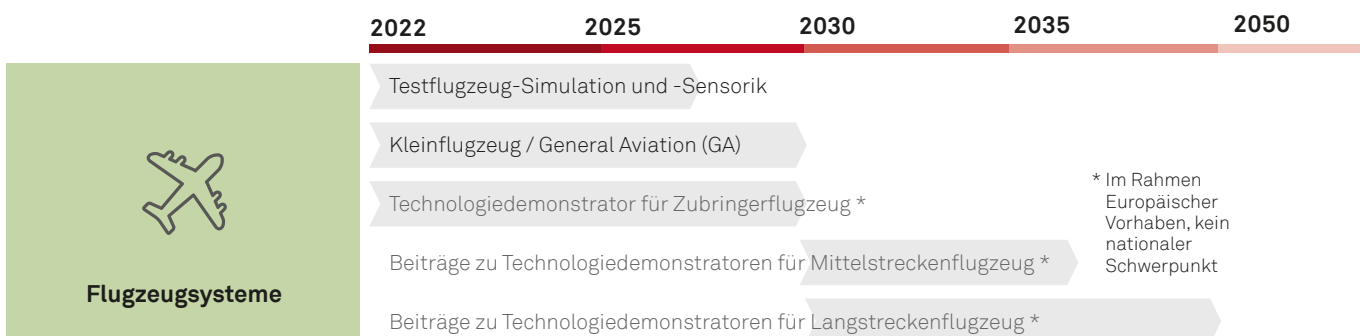 2022 2025 2030 2035 2050
Testflugzeug-Simulation und -Sensorik
Kleinflugzeug / General Aviation (GA)
Technologiedemonstrator für Zubringerflugzeug *
Beiträge zu Technologiedemonstratoren für Mittelstreckenflugzeug *
Beiträge zu Technologiedemonstratoren für Langstreckenflugzeug *
* Im Rahmen
Europäischer
Vorhaben, kein
nationaler
Schwerpunkt
Flugzeugsysteme